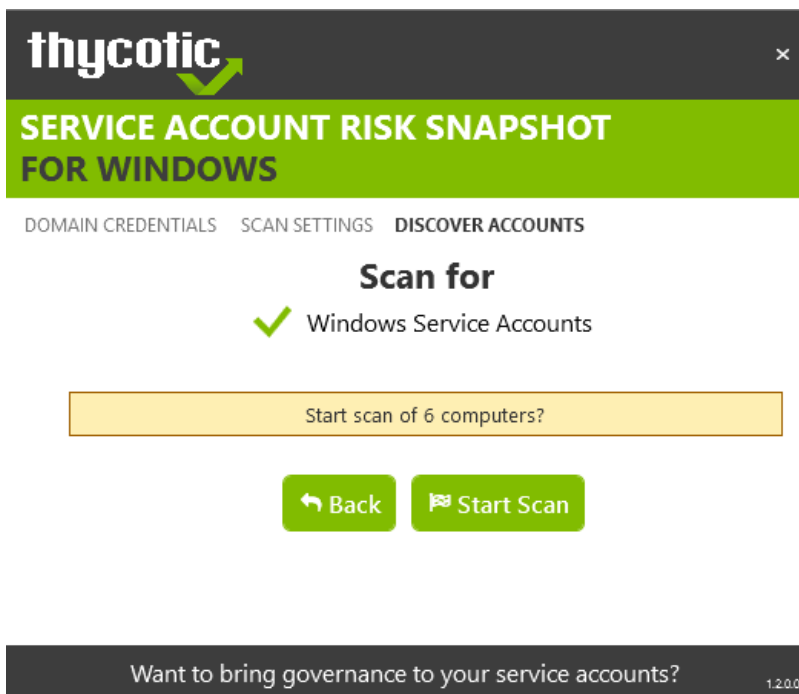 thycotic
×
SERVICE ACCOUNT RISK SNAPSHOT
FOR WINDOWS
DOMAIN CREDENTIALS SCAN SETTINGS DISCOVER ACCOUNTS
Scan for
Windows Service Accounts
Start scan of 6 computers?
Back Start Scan
Want to bring governance to your service accounts?
1.2.0.0